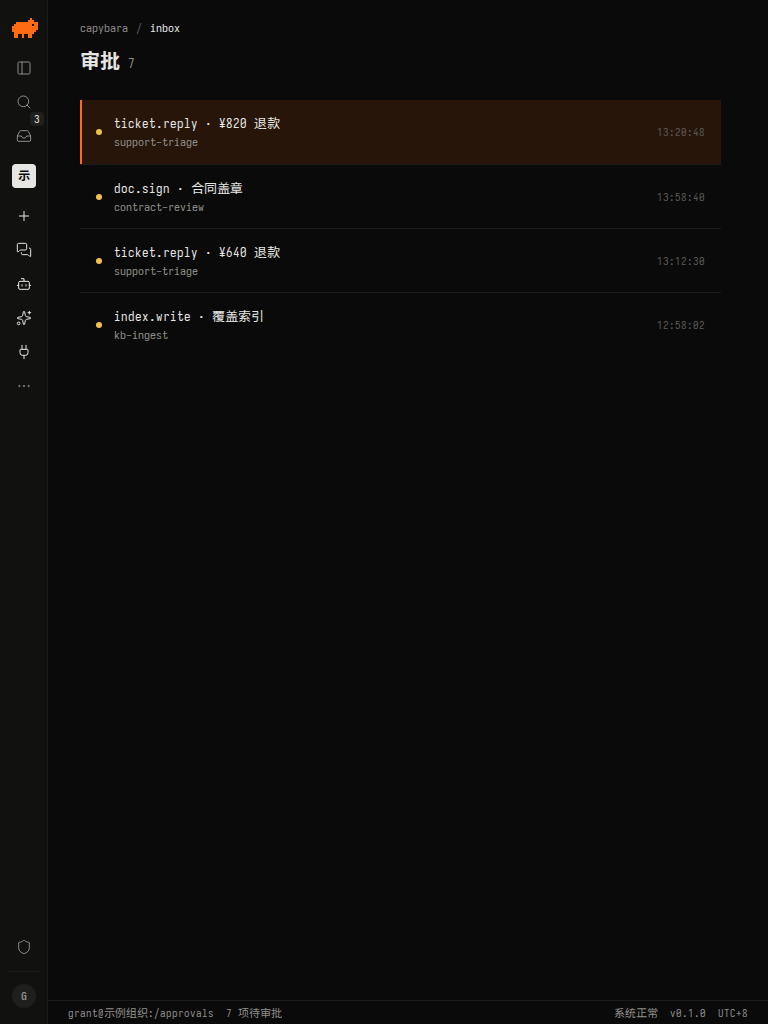 capybara / inbox
审批 7
3
示
ticket.reply · ¥820 退款
support-triage
13:20:48
doc.sign · 合同盖章
contract-review
13:58:40
ticket.reply · ¥640 退款
support-triage
13:12:30
index.write · 覆盖索引
kb-ingest
12:58:02
G
grant@示例组织:/approvals 7 项待审批
系统正常 v0.1.0 UTC+8